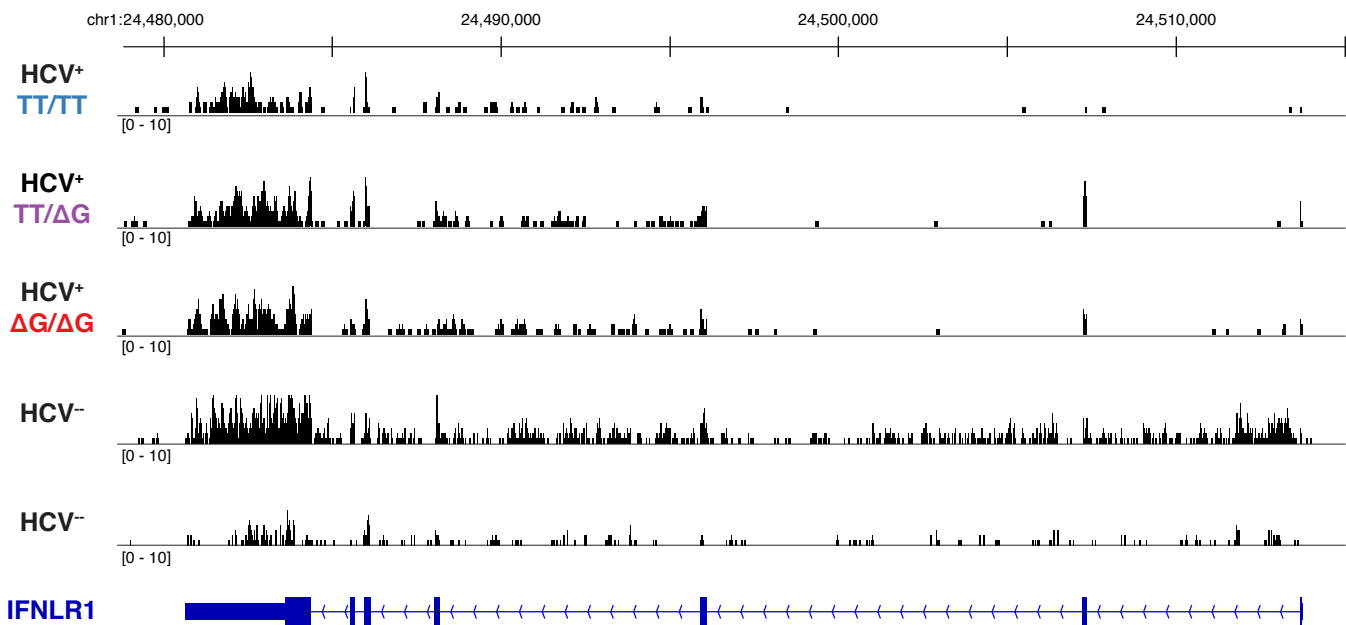 chr1:24,480,000 24,490,000 24,500,000 24,510,000
HCV+
TT/TT
[0 - 10]
HCV+
TT/ΔG
[0 - 10]
HCV+
ΔG/ΔG
[0 - 10]
HCV--
[0 - 10]
HCV--
[0 - 10]
IFNLR1